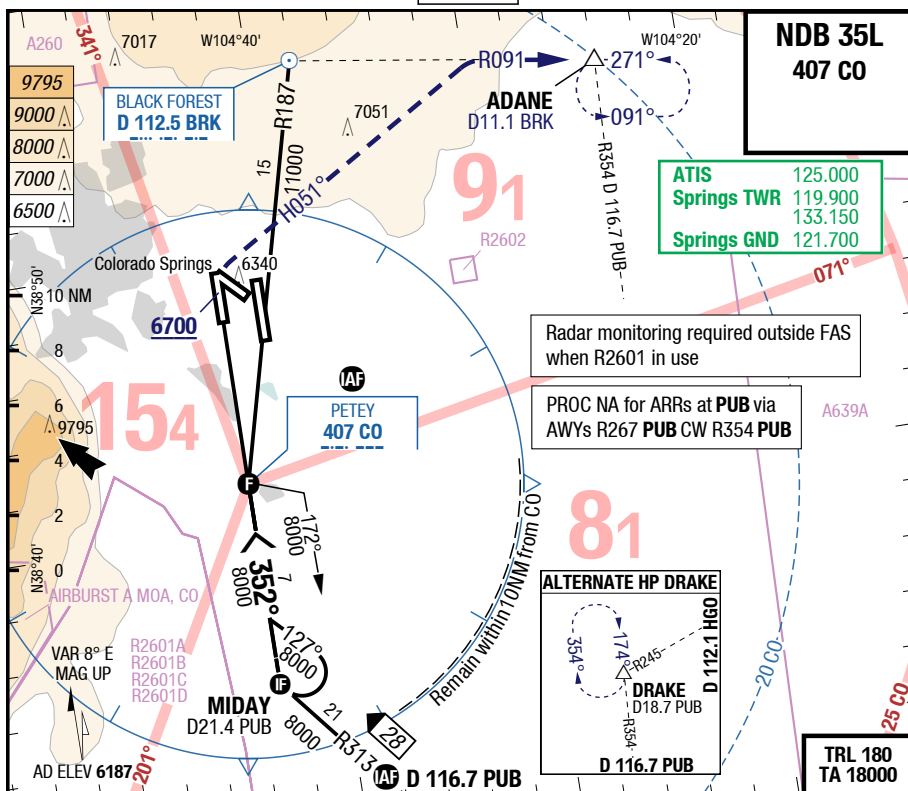 NDB 35L
407 CO
A260
341°
7017
W104°40'
W104°20'
R091
271°
091°
ADANE
D11.1 BRK
9795
9000
8000
7000
6500
BLACK FOREST
D 112.5 BRK
R187
15
11000
H051°
7051
R354 D 116.7 PUB
91
R2602
ATIS 125.000
Springs TWR 119.900
133.150
Springs GND 121.700
071°
Colorado Springs
6340
N38°50'
10 NM
8
6
4
2
0
6700
Radar monitoring required outside FAS
when R2601 in use
IAF
PETEY
407 CO
PROC NA for ARRs at PUB via
AWYs R267 PUB CW R354 PUB
A639A
154
9795
F
172°
8000
81
352°
7
8000
Remain within 10NM from CO
N38°40'
AIRBURST A MOA, CO
R2601A
R2601B
R2601C
R2601D
127°
8000
VAR 8° E
MAG UP
IF
MIDAY
D21.4 PUB
21
8000
R313
28
IAF D 116.7 PUB
AD ELEV 6187
201°
ALTERNATE HP DRAKE
354°
174°
R245
D 112.1 HGO
DRAKE
D18.7 PUB
R354
D 116.7 PUB
20 CO
25 CO
TRL 180
TA 18000